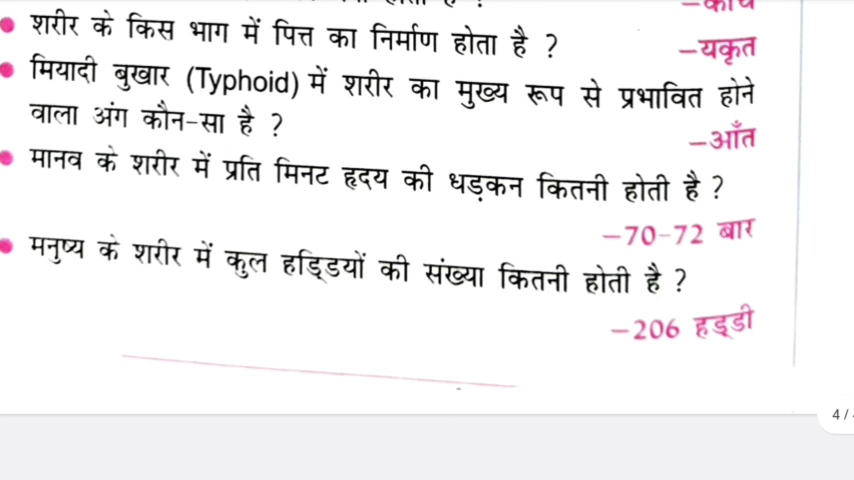 शरीर के किस भाग में पित्त का निर्माण होता है ?
–यकृत
मियादी बुखार (Typhoid) में शरीर का मुख्य रूप से प्रभावित होने
वाला अंग कौन-सा है ?
–आँत
मानव के शरीर में प्रति मिनट हृदय की धड़कन कितनी होती है ?
–70-72 बार
मनुष्य के शरीर में कुल हड्डियों की संख्या कितनी होती है ?
–206 हड्डी
4 /